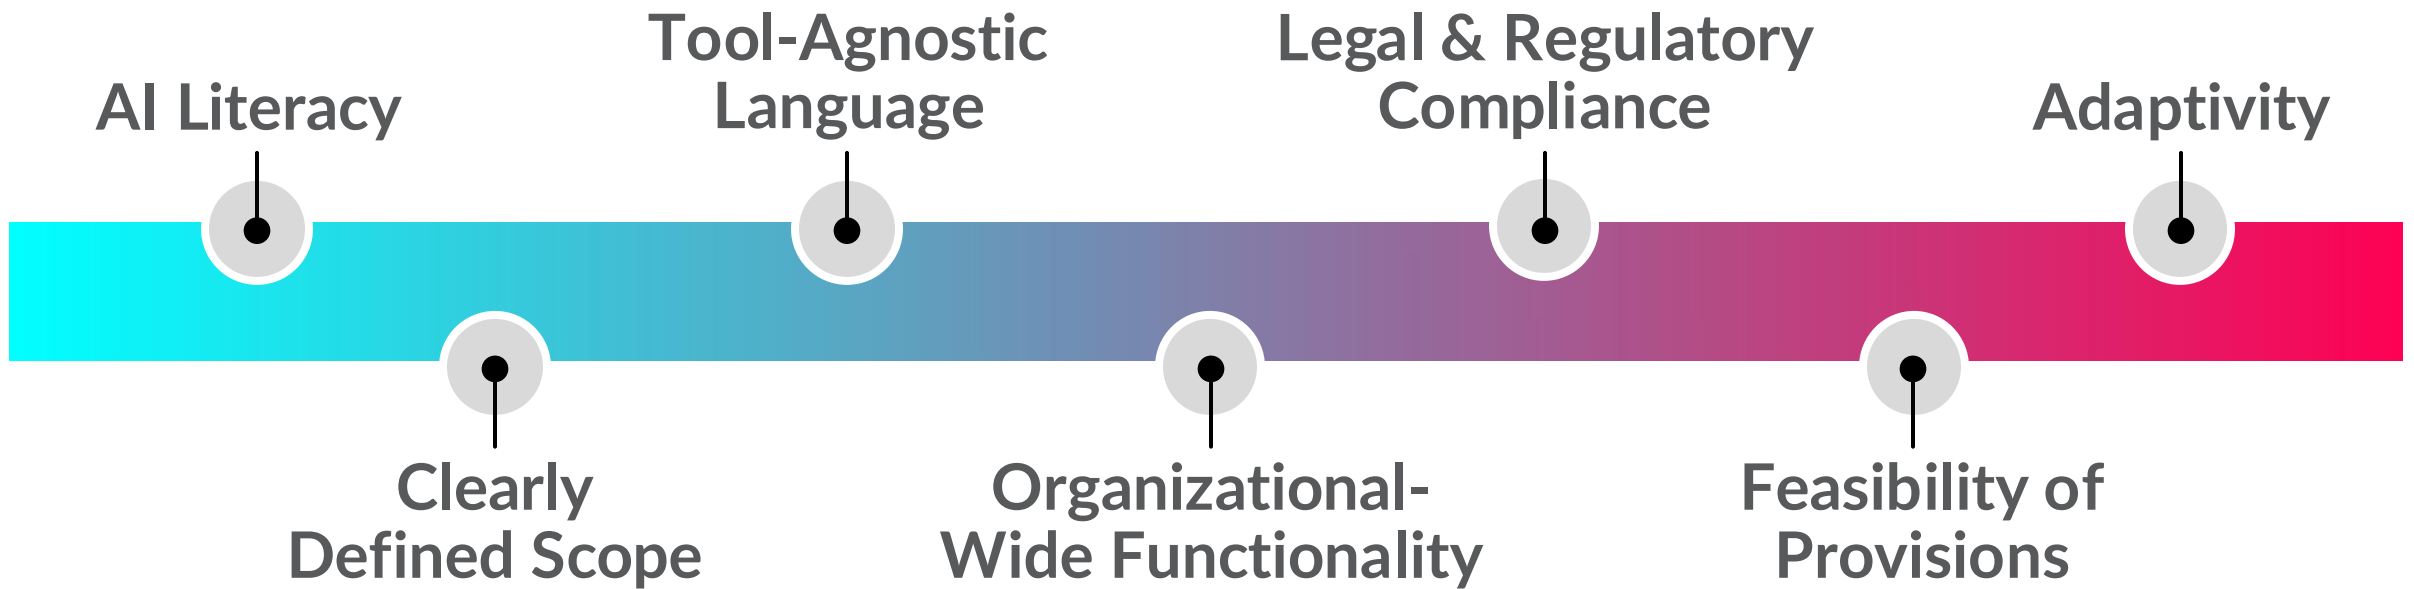 AI Literacy
Clearly
Defined Scope
Tool-Agnostic
Language
Organizational-
Wide Functionality
Legal & Regulatory
Compliance
Feasibility of
Provisions
Adaptivity